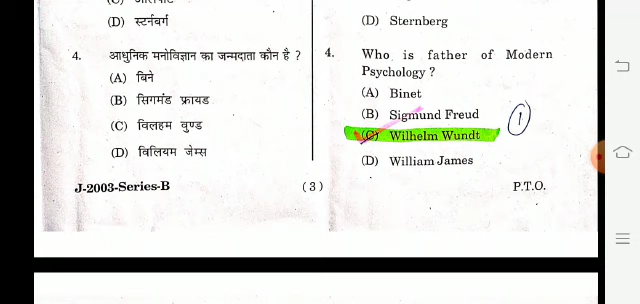 (D) स्टर्नबर्ग
4. आधुनिक मनोविज्ञान का जन्मदाता कौन है ?
(A) बिने
(B) सिगमंड फ्रायड
(C) विलहम वुण्ड
(D) विलियम जेम्स
J-2003-Series-B
(3)
(D) Sternberg
4. Who is father of Modern
Psychology ?
(A) Binet
(B) Sigmund Freud
(C) Wilhelm Wundt
(D) William James
1
P.T.O.